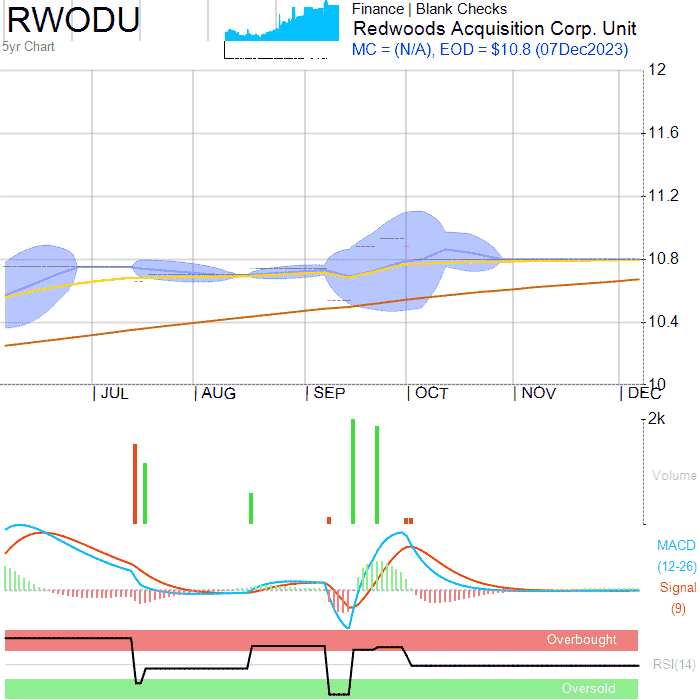 RWODU
5yr Chart
Finance | Blank Checks
Redwoods Acquisition Corp. Unit
MC = (N/A), EOD = $10.8 (07Dec2023)
12
11.6
11.2
10.8
10.4
10
JUL AUG SEP OCT NOV DEC
2k
Volume
MACD
(12-26)
Signal
(9)
Overbought
RSI(14)
Oversold